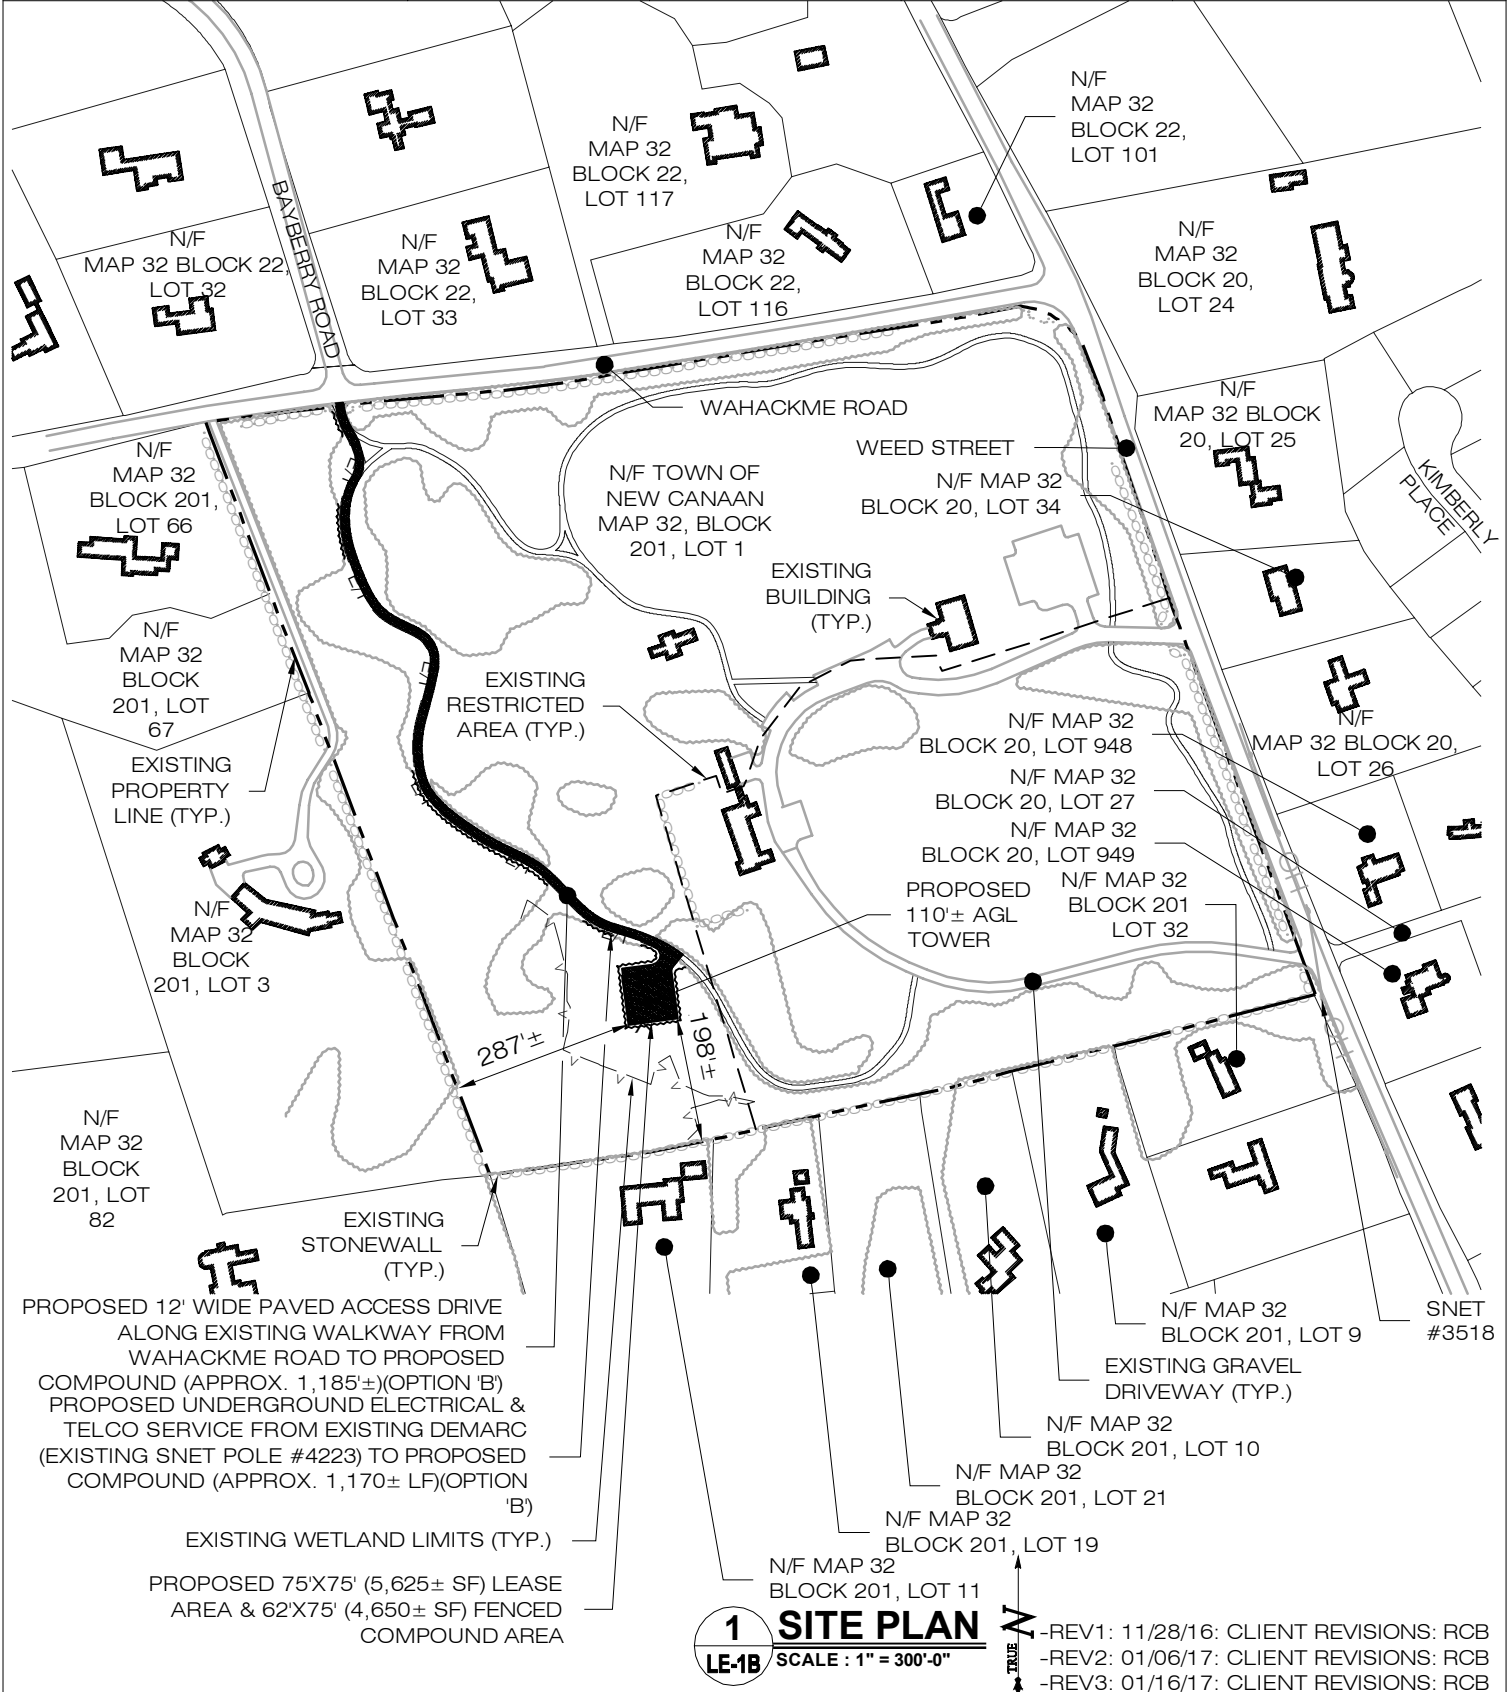 N/F
MAP 32
BLOCK 22,
LOT 101
N/F
MAP 32
BLOCK 22,
LOT 117
BAYBERRY ROAD
N/F
MAP 32 BLOCK 22,
LOT 32
N/F
MAP 32
BLOCK 22,
LOT 33
N/F
MAP 32
BLOCK 22,
LOT 116
N/F
MAP 32
BLOCK 20,
LOT 24
WAHACKME ROAD
N/F
MAP 32 BLOCK
20, LOT 25
KIMBERLY
PLACE
WEED STREET
N/F MAP 32
BLOCK 20, LOT 34
N/F
MAP 32
BLOCK 201,
LOT 66
N/F TOWN OF
NEW CANAAN
MAP 32, BLOCK
201, LOT 1
EXISTING
BUILDING
(TYP.)
N/F
MAP 32
BLOCK
201, LOT
67
EXISTING
RESTRICTED
AREA (TYP.)
N/F MAP 32
BLOCK 20, LOT 948
N/F
MAP 32 BLOCK 20,
LOT 26
EXISTING
PROPERTY
LINE (TYP.)
N/F MAP 32
BLOCK 20, LOT 27
N/F MAP 32
BLOCK 20, LOT 949
PROPOSED
110'± AGL
TOWER
N/F MAP 32
BLOCK 201
LOT 32
OH
N/F
MAP 32
BLOCK
201, LOT 3
287'±
198'±
OH
N/F
MAP 32
BLOCK
201, LOT
82
EXISTING
STONEWALL
(TYP.)
PROPOSED 12' WIDE PAVED ACCESS DRIVE
ALONG EXISTING WALKWAY FROM
WAHACKME ROAD TO PROPOSED
COMPOUND (APPROX. 1,185'±)(OPTION 'B')
PROPOSED UNDERGROUND ELECTRICAL &
TELCO SERVICE FROM EXISTING DEMARC
(EXISTING SNET POLE #4223) TO PROPOSED
COMPOUND (APPROX. 1,170± LF)(OPTION
'B')
EXISTING WETLAND LIMITS (TYP.)
PROPOSED 75'X75' (5,625± SF) LEASE
AREA & 62'X75' (4,650± SF) FENCED
COMPOUND AREA
N/F MAP 32
BLOCK 201, LOT 9
SNET
#3518
EXISTING GRAVEL
DRIVEWAY (TYP.)
N/F MAP 32
BLOCK 201, LOT 10
N/F MAP 32
BLOCK 201, LOT 21
N/F MAP 32
BLOCK 201, LOT 19
N/F MAP 32
BLOCK 201, LOT 11
1
LE-1B
SITE PLAN
SCALE : 1" = 300'-0"
N
TRUE
-REV1: 11/28/16: CLIENT REVISIONS: RCB
-REV2: 01/06/17: CLIENT REVISIONS: RCB
-REV3: 01/16/17: CLIENT REVISIONS: RCB